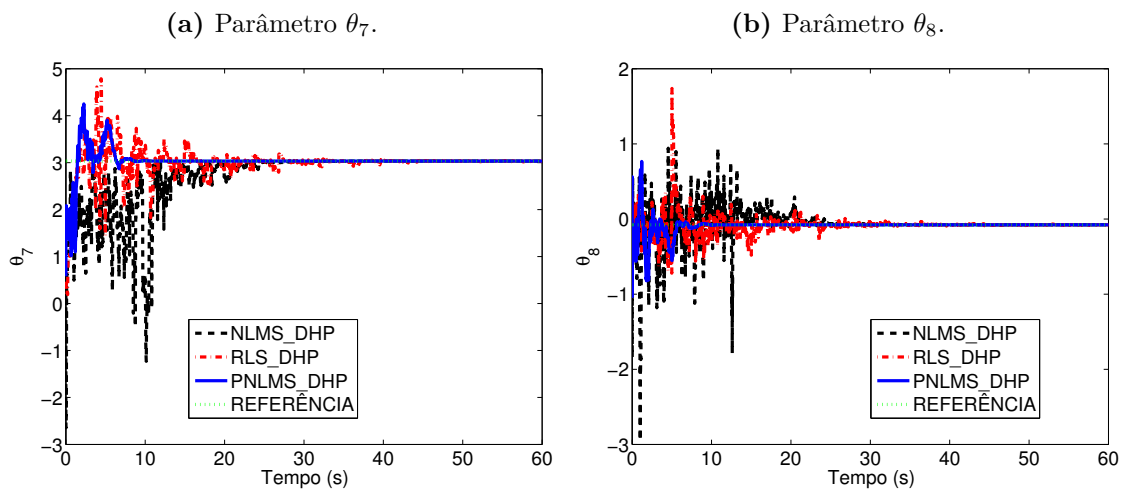 (a) Parâmetro θ7.
(b) Parâmetro θ8.
5
4
3
2
1
0
−1
−2
−3
θ7
NLMS_DHP
RLS_DHP
PNLMS_DHP
REFERÊNCIA
0 10 20 30 40 50 60
Tempo (s)
2
1
0
−1
−2
−3
θ8
NLMS_DHP
RLS_DHP
PNLMS_DHP
REFERÊNCIA
0 10 20 30 40 50 60
Tempo (s)